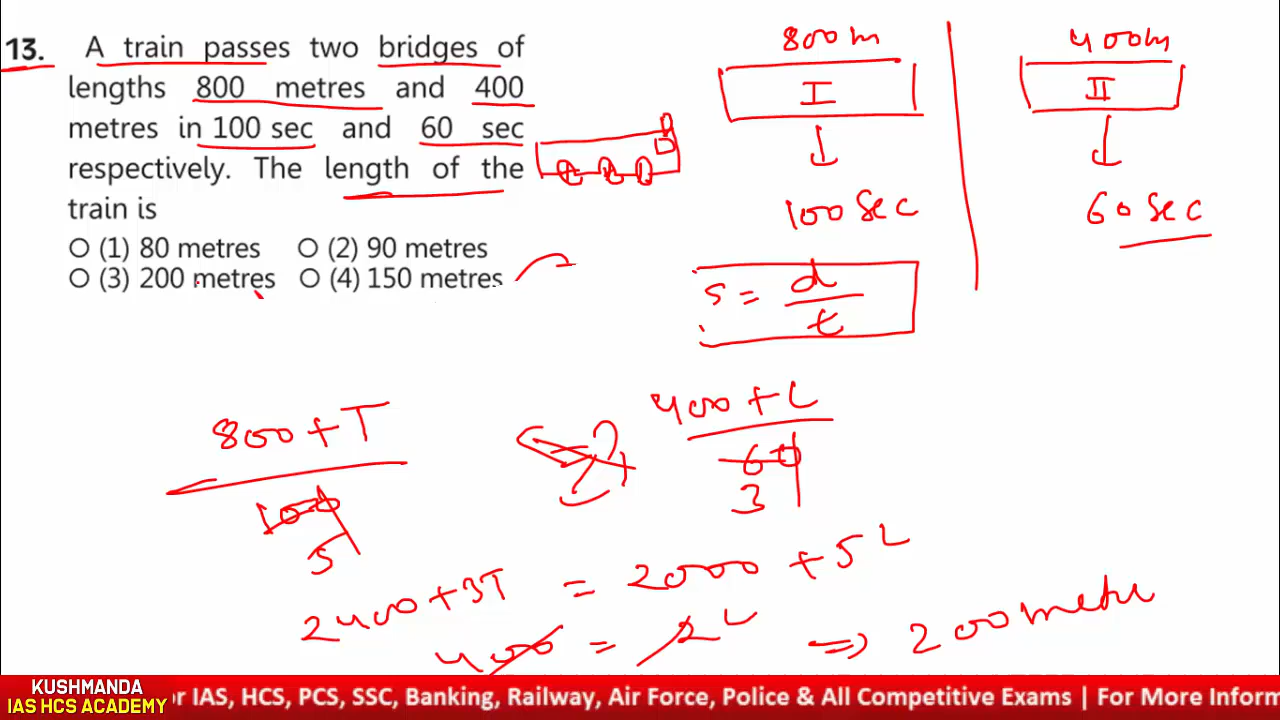 13. A train passes two bridges of
lengths 800 metres and 400
metres in 100 sec and 60 sec
respectively. The length of the
train is
O (1) 80 metres O (2) 90 metres
O (3) 200 metres O (4) 150 metres
800m
I
100 sec
400m
II
60 sec
s = d/t
800 + T
100
5
400 + L
60
3
2400 + 3T = 2000 + 5L
400 = 2L ⇒ 200 metre
KUSHMANDA
IAS HCS ACADEMY
or IAS, HCS, PCS, SSC, Banking, Railway, Air Force, Police & All Competitive Exams | For More Inform